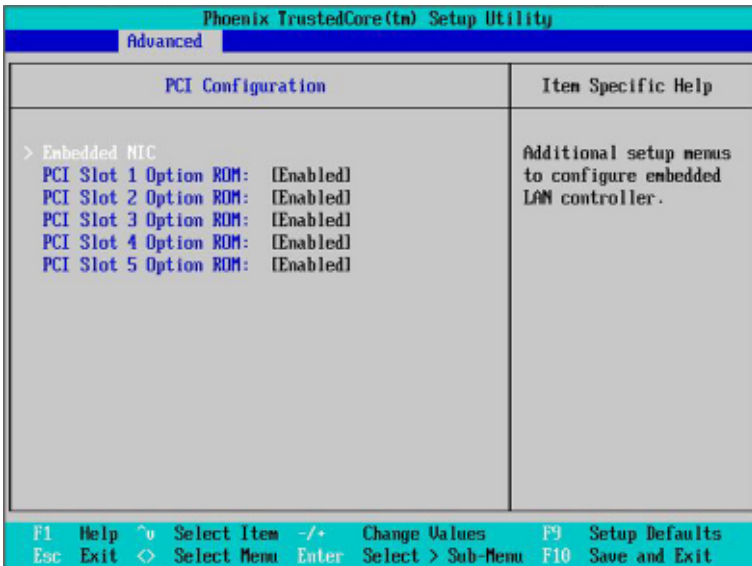 Phoenix TrustedCore(tm) Setup Utility
Advanced
PCI Configuration
Item Specific Help
> Embedded NIC
PCI Slot 1 Option ROM: [Enabled]
PCI Slot 2 Option ROM: [Enabled]
PCI Slot 3 Option ROM: [Enabled]
PCI Slot 4 Option ROM: [Enabled]
PCI Slot 5 Option ROM: [Enabled]
Additional setup menus
to configure embedded
LAN controller.
F1 Help ^v Select Item -/+ Change Values F9 Setup Defaults
Esc Exit <> Select Menu Enter Select > Sub-Menu F10 Save and Exit